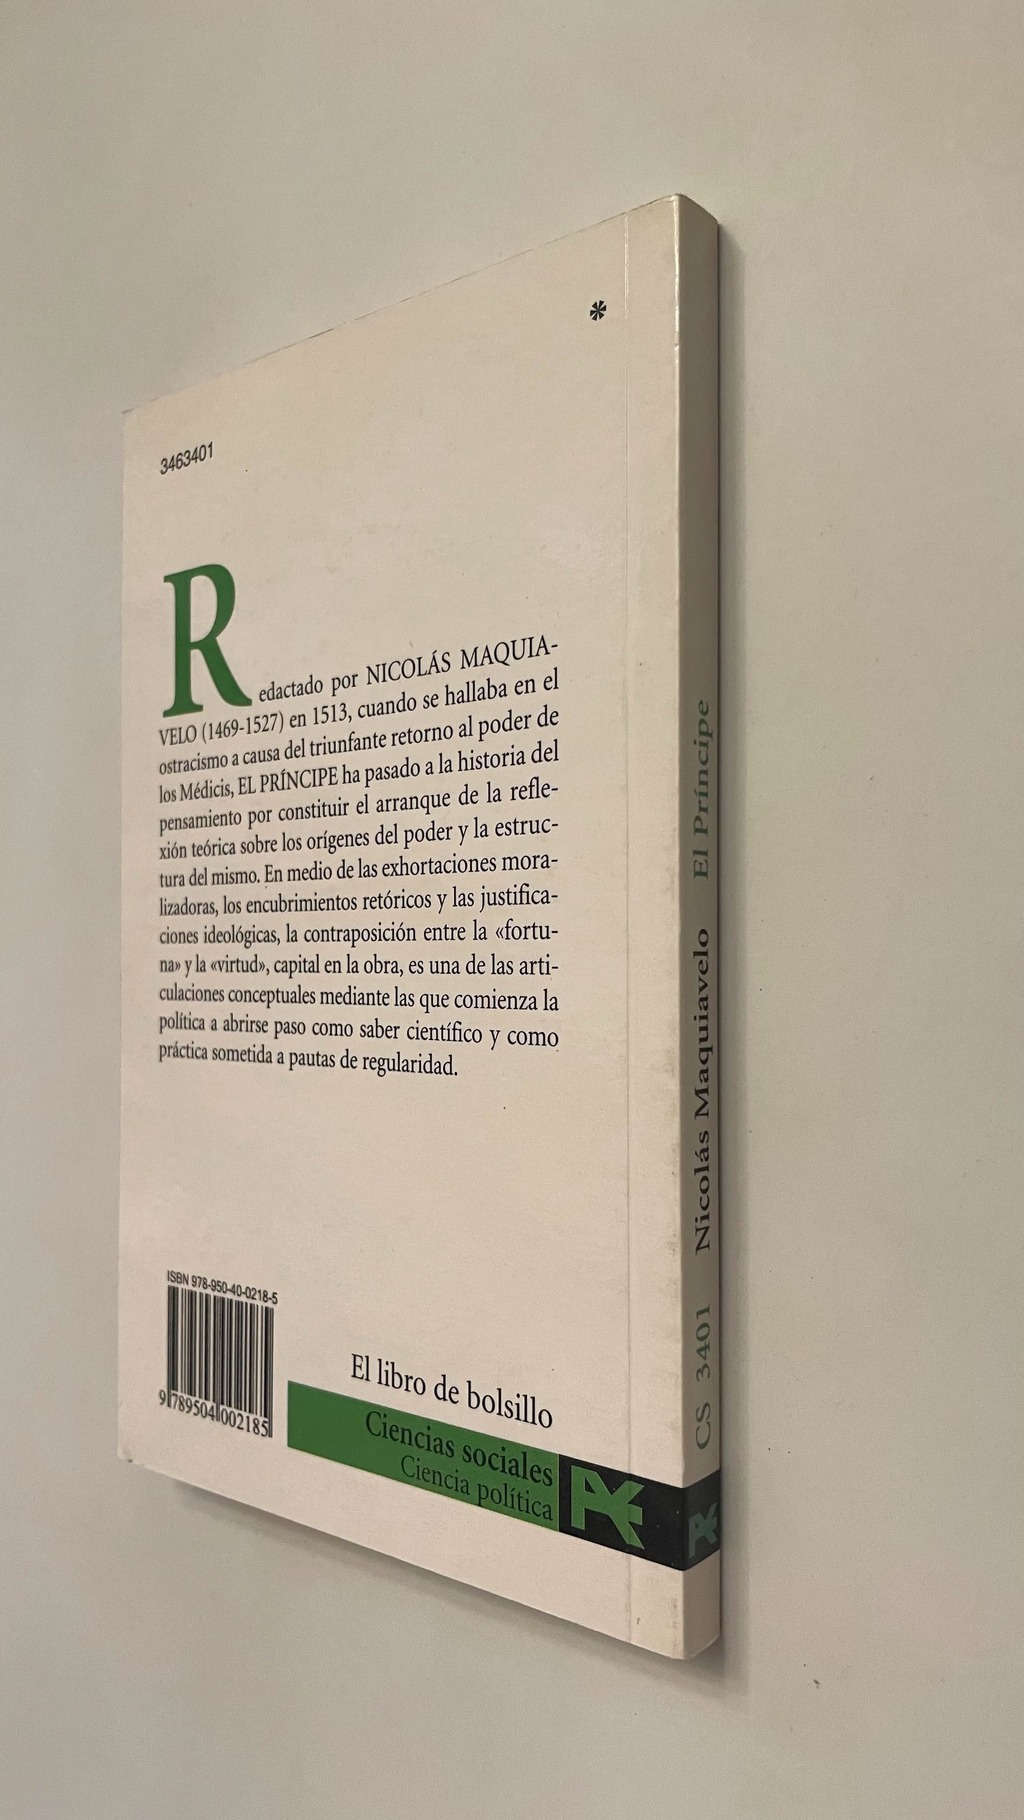 *
3463401
Redactado por NICOLÁS MAQUIA-
VELO (1469-1527) en 1513, cuando se hallaba en el
ostracismo a causa del triunfante retorno al poder de
los Médicis, EL PRÍNCIPE ha pasado a la historia del
pensamiento por constituir el arranque de la refle-
xión teórica sobre los orígenes del poder y la estruc-
tura del mismo. En medio de las exhortaciones mora-
lizadoras, los encubrimientos retóricos y las justifica-
ciones ideológicas, la contraposición entre la «fortu-
na» y la «virtud», capital en la obra, es una de las arti-
culaciones conceptuales mediante las que comienza la
política a abrirse paso como saber científico y como
práctica sometida a pautas de regularidad.
ISBN 978-950-40-0218-5
9 789504 002185
El libro de bolsillo
Ciencias sociales
Ciencia política
CS 3401 Nicolás Maquiavelo El Príncipe